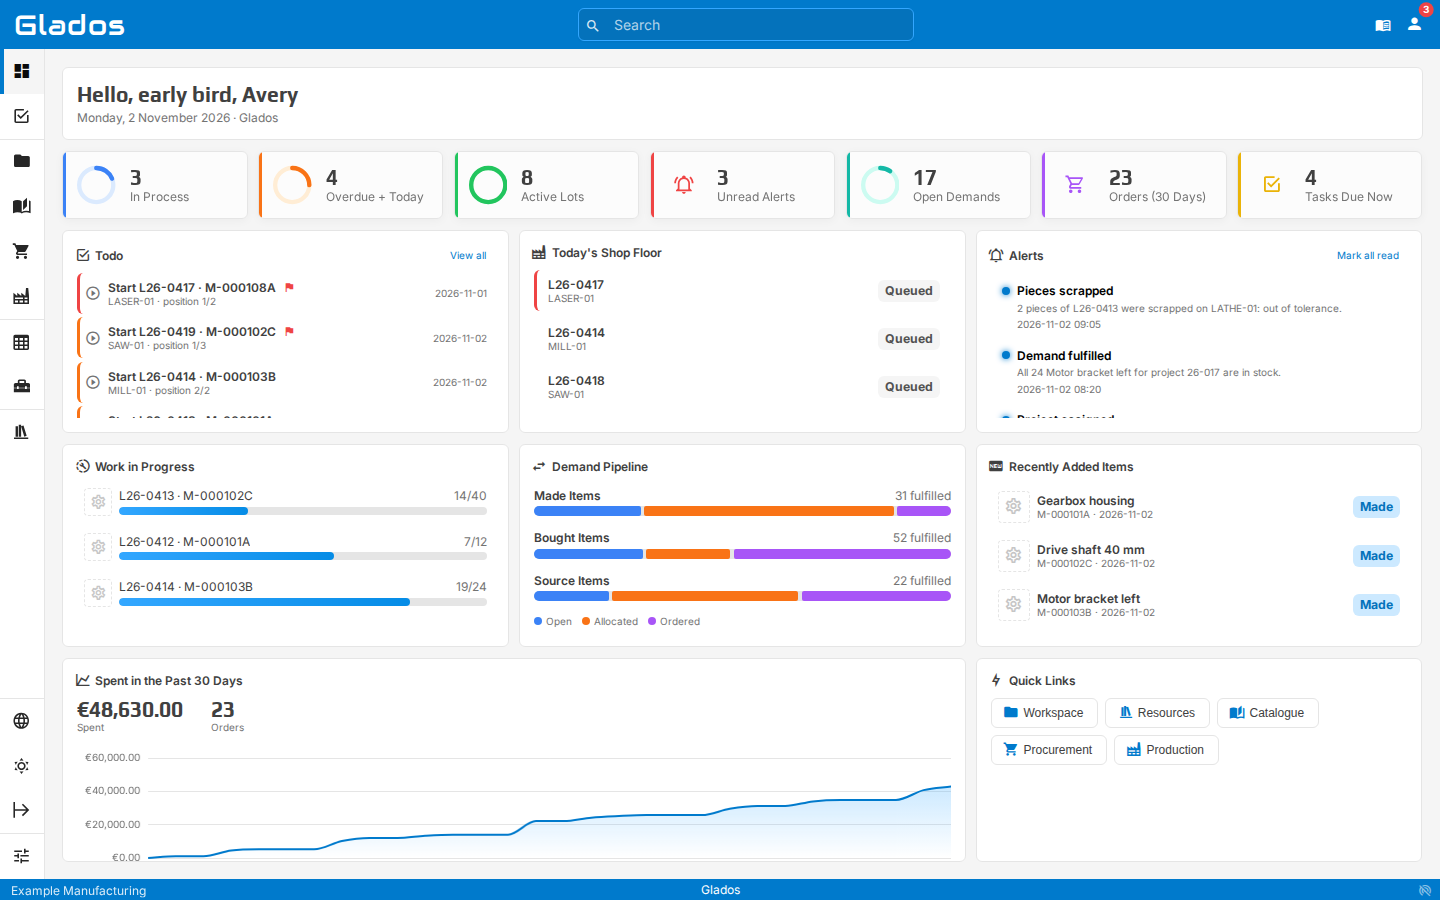 Glados
Search
3
Hello, early bird, Avery
Monday, 2 November 2026 · Glados
3
In Process
4
Overdue + Today
8
Active Lots
3
Unread Alerts
17
Open Demands
23
Orders (30 Days)
4
Tasks Due Now
Todo
View all
Start L26-0417 · M-000108A
LASER-01 · position 1/2
2026-11-01
Start L26-0419 · M-000102C
SAW-01 · position 1/3
2026-11-02
Start L26-0414 · M-000103B
MILL-01 · position 2/2
2026-11-02
Today's Shop Floor
L26-0417
LASER-01
Queued
L26-0414
MILL-01
Queued
L26-0418
SAW-01
Queued
Alerts
Mark all read
Pieces scrapped
2 pieces of L26-0413 were scrapped on LATHE-01: out of tolerance.
2026-11-02 09:05
Demand fulfilled
All 24 Motor bracket left for project 26-017 are in stock.
2026-11-02 08:20
Work in Progress
L26-0413 · M-000102C
14/40
L26-0412 · M-000101A
7/12
L26-0414 · M-000103B
19/24
Demand Pipeline
Made Items
31 fulfilled
Bought Items
52 fulfilled
Source Items
22 fulfilled
Open
Allocated
Ordered
Recently Added Items
Gearbox housing
M-000101A · 2026-11-02
Made
Drive shaft 40 mm
M-000102C · 2026-11-02
Made
Motor bracket left
M-000103B · 2026-11-02
Made
Spent in the Past 30 Days
€48,630.00
Spent
23
Orders
€60,000.00
€40,000.00
€20,000.00
€0.00
Quick Links
Workspace
Resources
Catalogue
Procurement
Production
Example Manufacturing
Glados